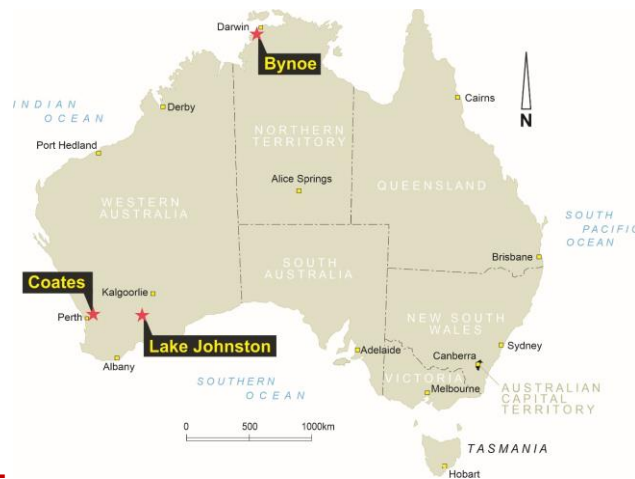 Darwin
Bynoe
INDIAN
OCEAN
Derby
Cairns
N
Port Hedland
NORTHERN
TERRITORY
Alice Springs
QUEENSLAND
WESTERN
AUSTRALIA
SOUTH
PACIFIC
OCEAN
SOUTH
AUSTRALIA
Brisbane
Coates
Kalgoorlie
Perth
NEW SOUTH
WALES
Lake Johnston
Sydney
Adelaide
Canberra
Albany
SOUTHERN
OCEAN
VICTORIA
AUSTRALIAN
CAPITAL
TERRITORY
Melbourne
0 500 1000km
TASMANIA
Hobart